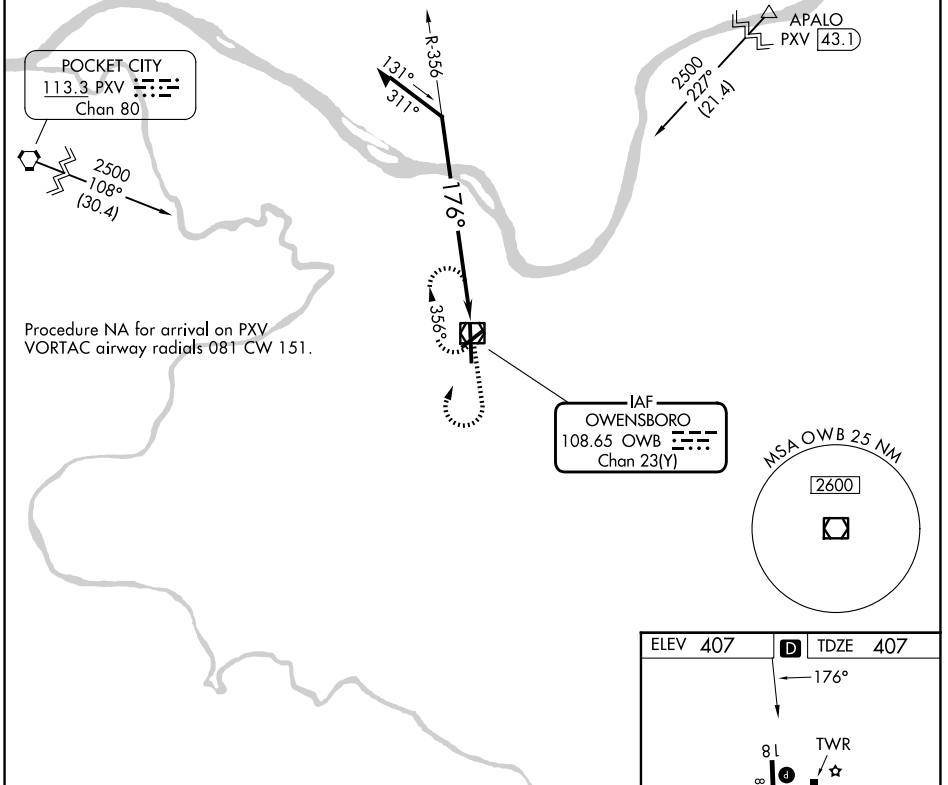 POCKET CITY
113.3 PXV
Chan 80
2500
108°
(30.4)
R-356
131°
311°
176°
356°
APALO
PXV 43.1
2500
227°
(21.4)
Procedure NA for arrival on PXV
VORTAC airway radials 081 CW 151.
IAF
OWENSBORO
108.65 OWB
Chan 23(Y)
MSA OWB 25 NM
2600
ELEV 407
D
TDZE 407
176°
18
TWR
8
P